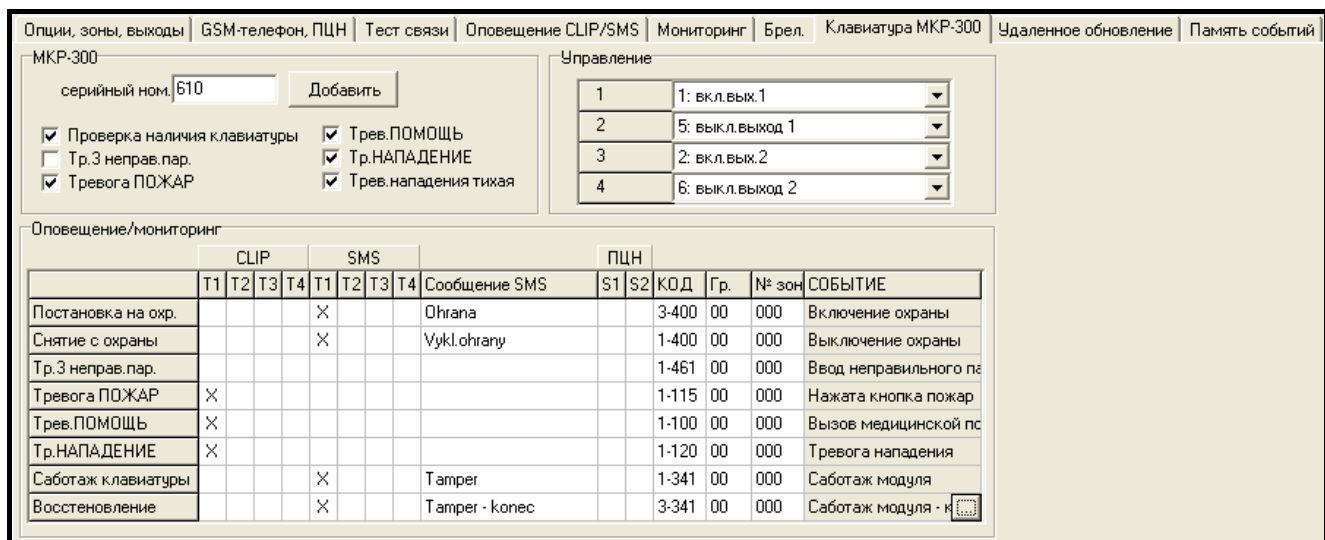 Опции, зоны, выходы GSM-телефон, ПЦН Тест связи Оповещение CLIP/SMS Мониторинг Брел. Клавиатура МКР-300 Удаленное обновление Память событий
МКР-300
серийный ном. 610 Добавить
Проверка наличия клавиатуры Трев.ПОМОЩЬ
Тр.3 неправ.пар. Тр.НАПАДЕНИЕ
Тревога ПОЖАР Трев.нападения тихая
Управление
1 1: вкл.вых.1
2 5: выкл.выход 1
3 2: вкл.вых.2
4 6: выкл.выход 2
Оповещение/мониторинг
CLIP SMS ПЦН
T1 T2 T3 T4 T1 T2 T3 T4 Сообщение SMS S1 S2 КОД Гр. № зон СОБЫТИЕ
Постановка на охр. X Ohrana 3-400 00 000 Включение охраны
Снятие с охраны X Vykl.ohrany 1-400 00 000 Выключение охраны
Тр.3 неправ.пар. 1-461 00 000 Ввод неправильного па
Тревога ПОЖАР X 1-115 00 000 Нажата кнопка пожар
Трев.ПОМОЩЬ X 1-100 00 000 Вызов медицинской по
Тр.НАПАДЕНИЕ X 1-120 00 000 Тревога нападения
Саботаж клавиатуры X Tamper 1-341 00 000 Саботаж модуля
Восстеновление X Tamper - konec 3-341 00 000 Саботаж модуля - к ...